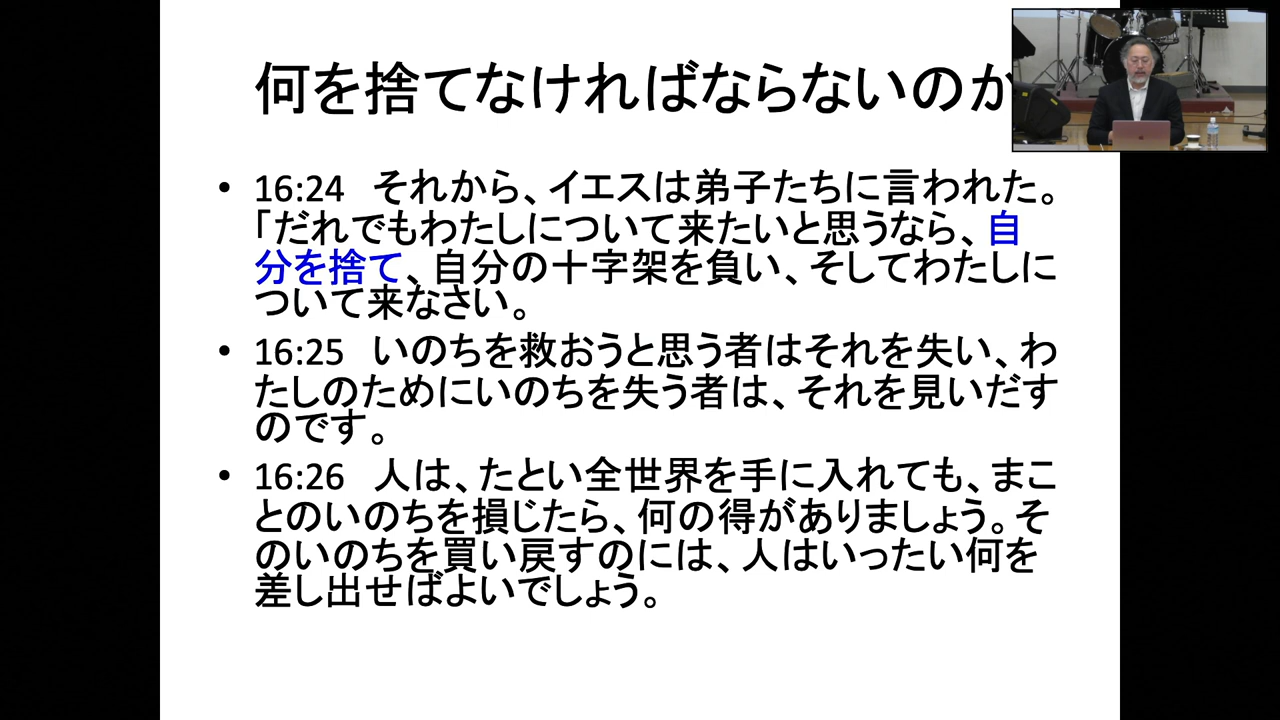 何を捨てなければならないのか
• 16:24　それから、イエスは弟子たちに言われた。
「だれでもわたしについて来たいと思うなら、自
分を捨て、自分の十字架を負い、そしてわたしに
ついて来なさい。
• 16:25　いのちを救おうと思う者はそれを失い、わ
たしのためにいのちを失う者は、それを見いだす
のです。
• 16:26　人は、たとい全世界を手に入れても、まこ
とのいのちを損じたら、何の得がありましょう。そ
のいのちを買い戻すのには、人はいったい何を
差し出せばよいでしょう。